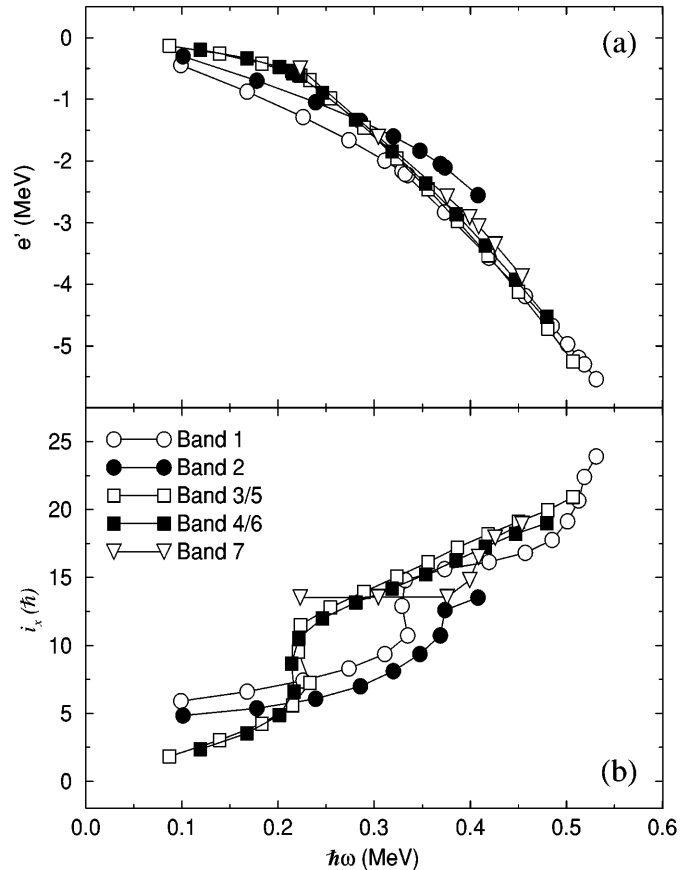 (a)
0
-1
-2
-3
-4
-5
e' (MeV)
Band 1
Band 2
Band 3/5
Band 4/6
Band 7
25
20
15
10
5
0
iₓ (ℏ)
(b)
0.0 0.1 0.2 0.3 0.4 0.5 0.6
ℏω (MeV)